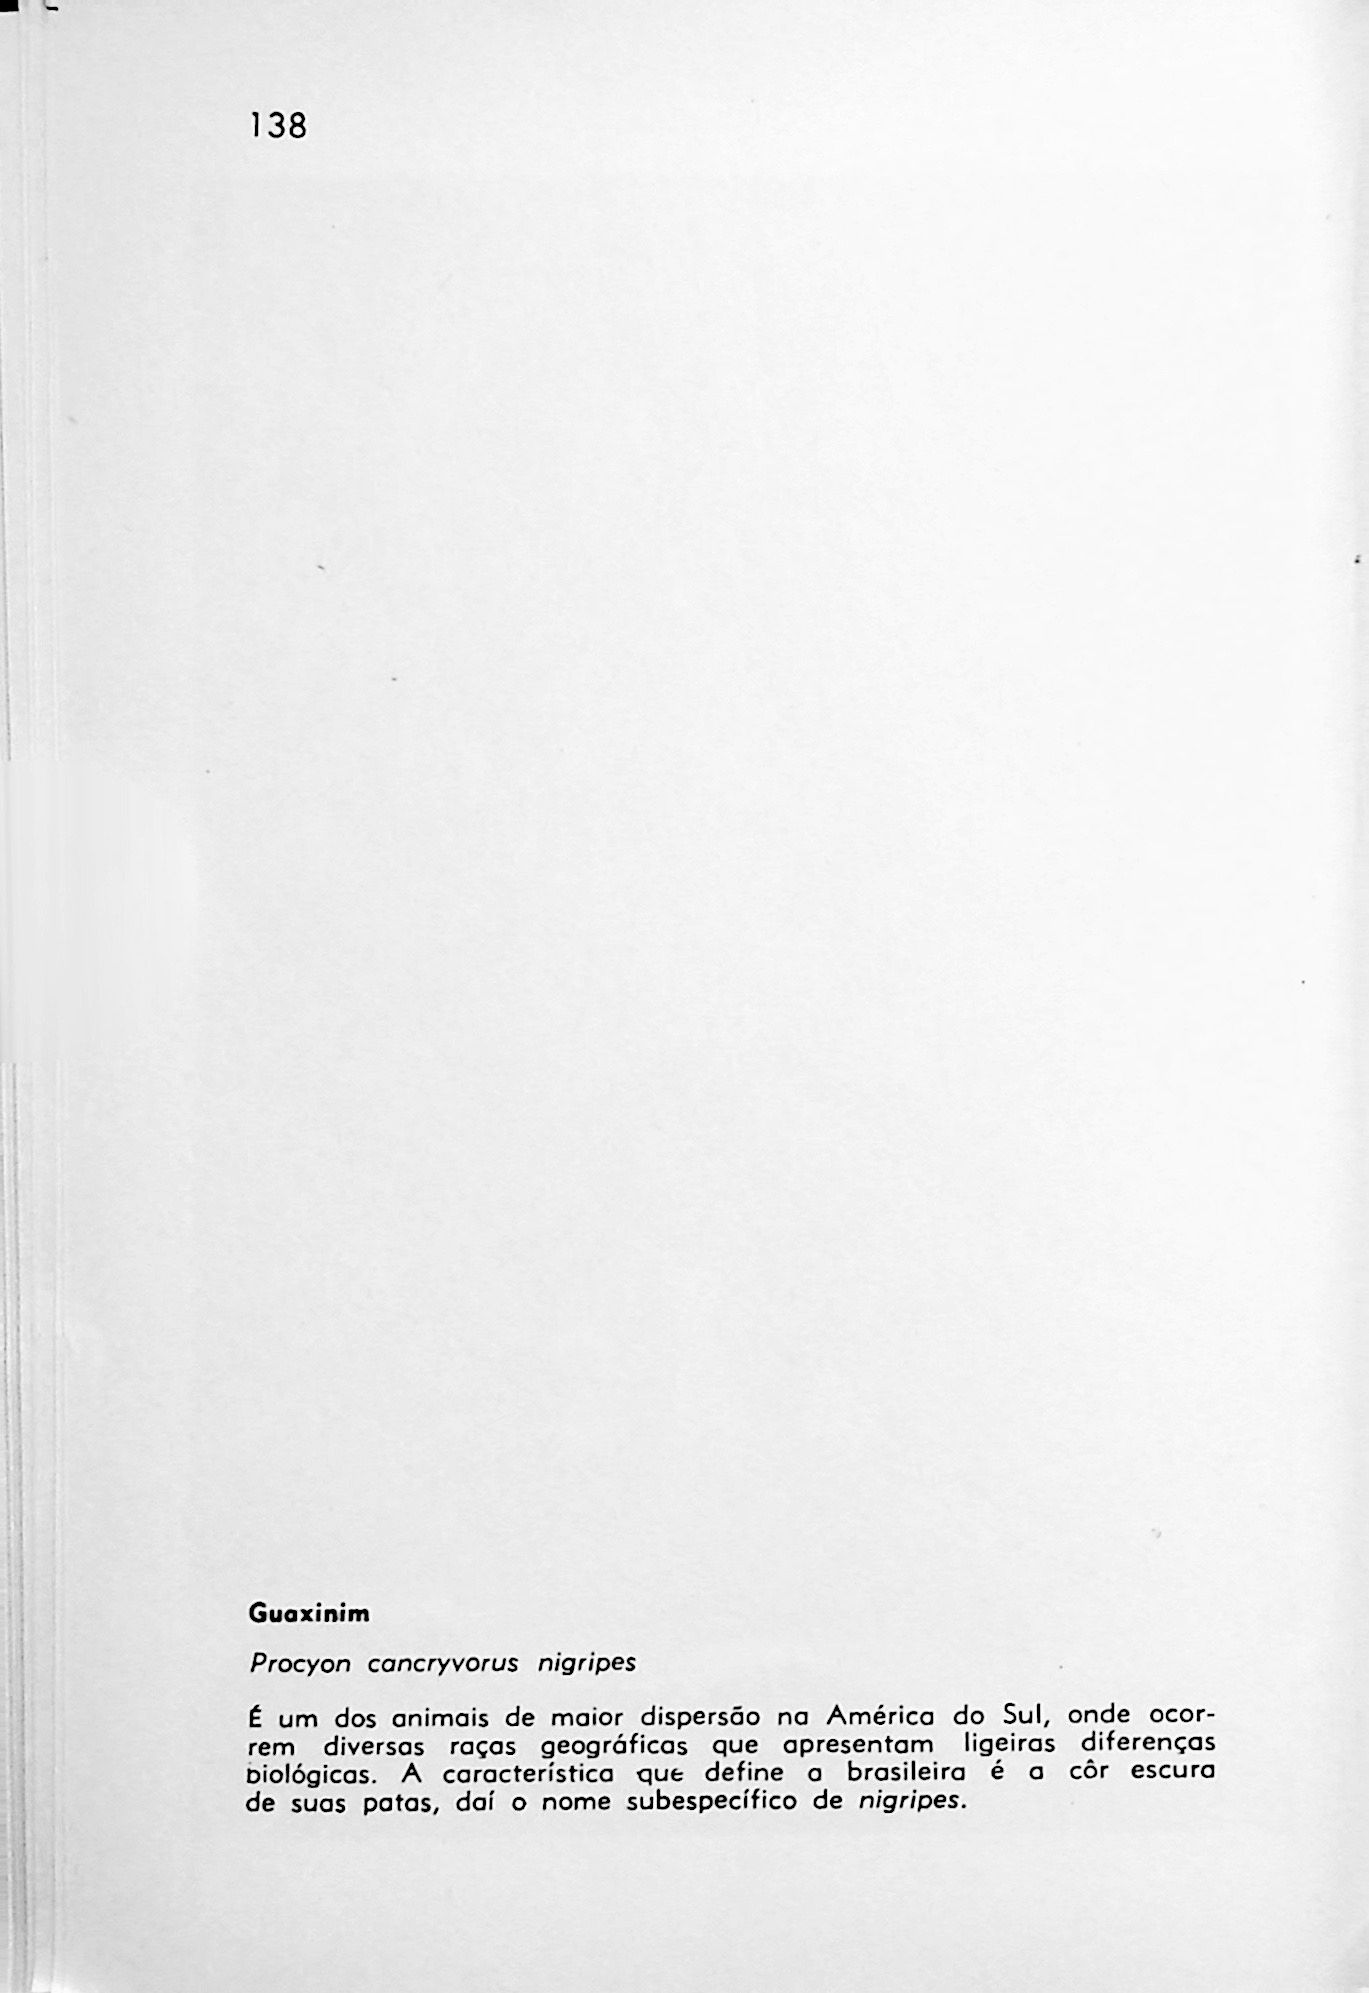 138
Guaxinim
Procyon cancryvorus nigripes
É um dos animais de maior dispersão na América do Sul, onde ocor-
rem diversas raças geográficas que apresentam ligeiras diferenças
biológicas. A característica que define a brasileira é a côr escura
de suas patas, daí o nome subespecífico de nigripes.